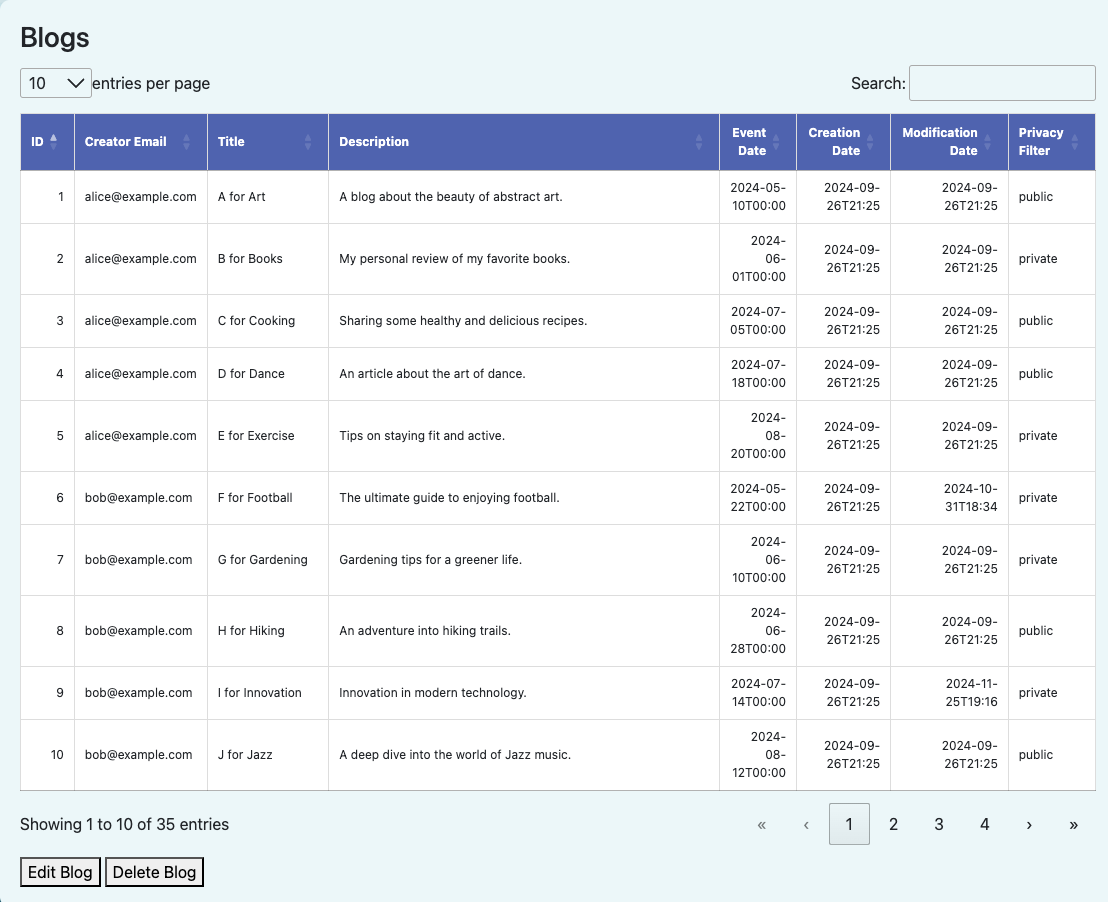 Blogs
10 entries per page Search:
ID Creator Email Title Description Event Date Creation Date Modification Date Privacy Filter
1 alice@example.com A for Art A blog about the beauty of abstract art. 2024-05-10T00:00 2024-09-26T21:25 2024-09-26T21:25 public
2 alice@example.com B for Books My personal review of my favorite books. 2024-06-01T00:00 2024-09-26T21:25 2024-09-26T21:25 private
3 alice@example.com C for Cooking Sharing some healthy and delicious recipes. 2024-07-05T00:00 2024-09-26T21:25 2024-09-26T21:25 public
4 alice@example.com D for Dance An article about the art of dance. 2024-07-18T00:00 2024-09-26T21:25 2024-09-26T21:25 public
5 alice@example.com E for Exercise Tips on staying fit and active. 2024-08-20T00:00 2024-09-26T21:25 2024-09-26T21:25 private
6 bob@example.com F for Football The ultimate guide to enjoying football. 2024-05-22T00:00 2024-09-26T21:25 2024-10-31T18:34 private
7 bob@example.com G for Gardening Gardening tips for a greener life. 2024-06-10T00:00 2024-09-26T21:25 2024-09-26T21:25 private
8 bob@example.com H for Hiking An adventure into hiking trails. 2024-06-28T00:00 2024-09-26T21:25 2024-09-26T21:25 public
9 bob@example.com I for Innovation Innovation in modern technology. 2024-07-14T00:00 2024-09-26T21:25 2024-11-25T19:16 private
10 bob@example.com J for Jazz A deep dive into the world of Jazz music. 2024-08-12T00:00 2024-09-26T21:25 2024-09-26T21:25 public
Showing 1 to 10 of 35 entries « ‹ 1 2 3 4 › »
Edit Blog Delete Blog